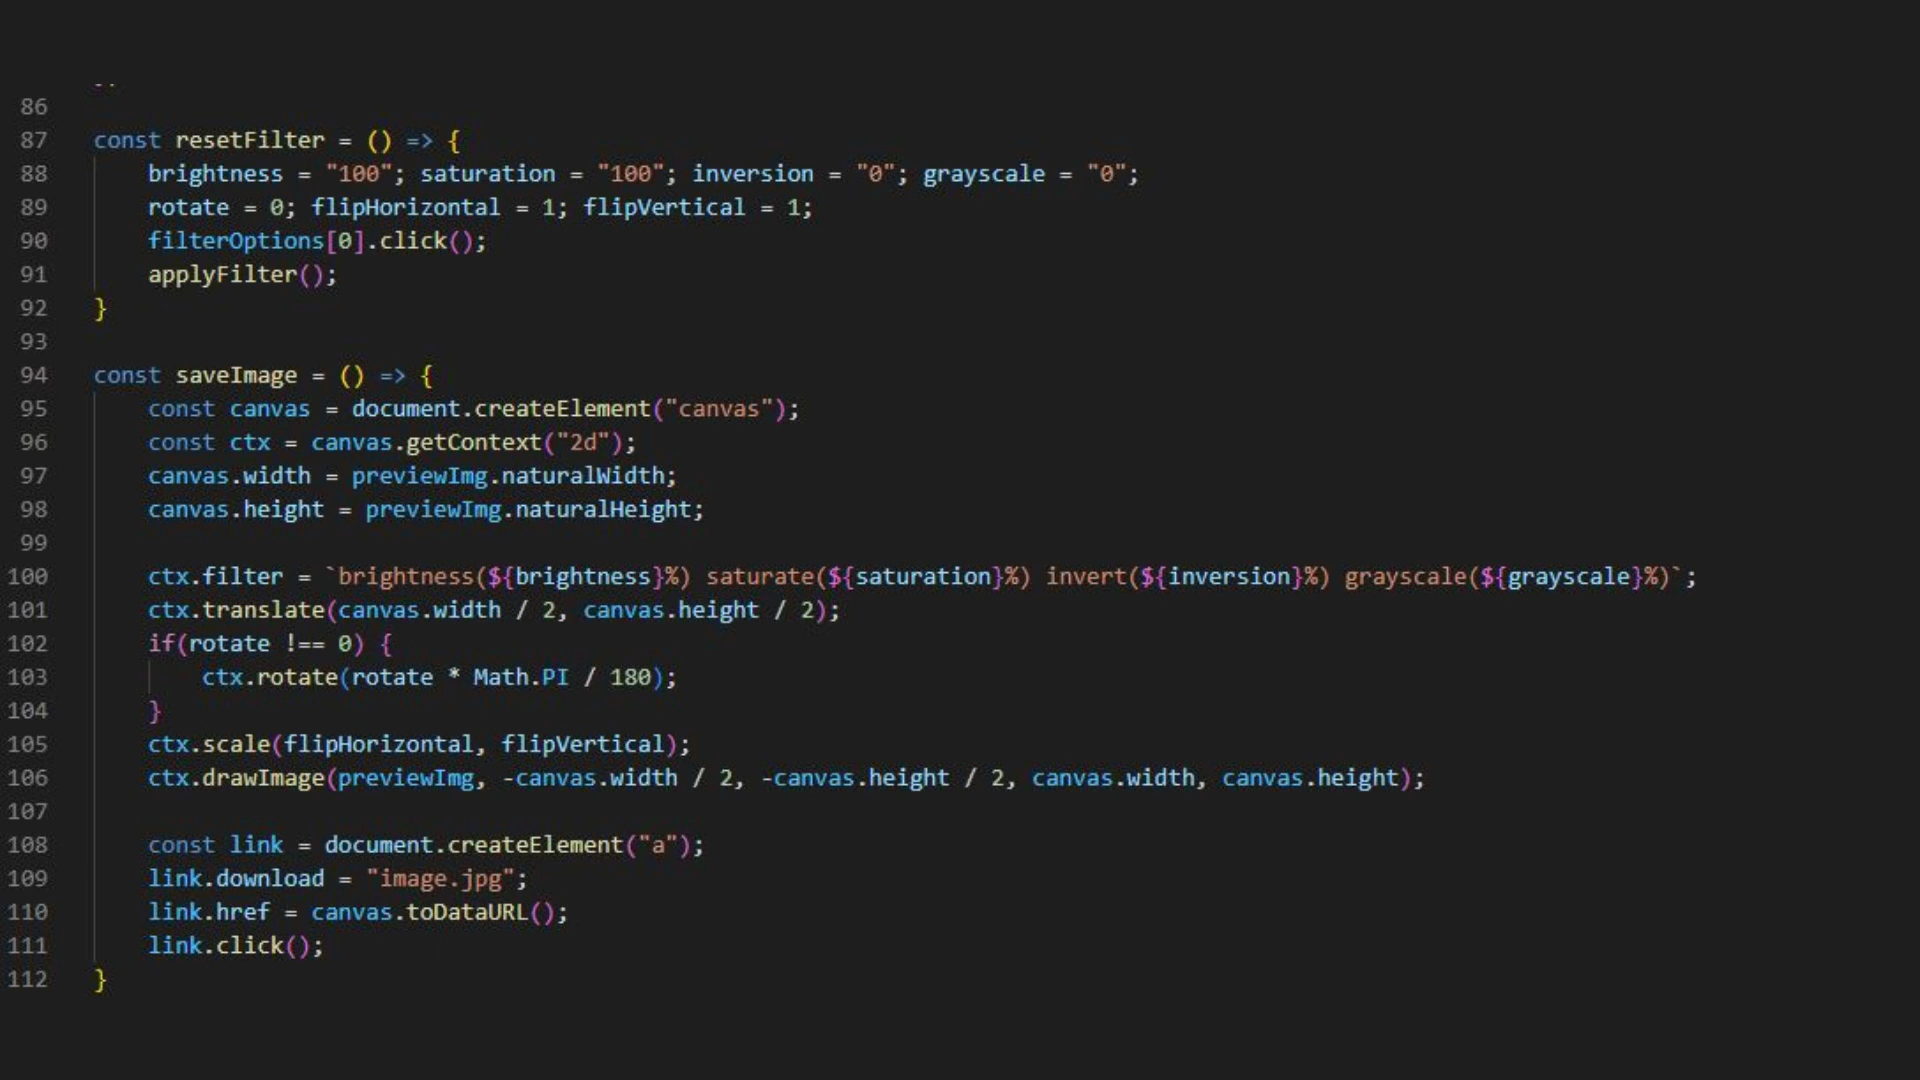 86
87 const resetFilter = () => {
88 brightness = "100"; saturation = "100"; inversion = "0"; grayscale = "0";
89 rotate = 0; flipHorizontal = 1; flipVertical = 1;
90 filterOptions[0].click();
91 applyFilter();
92 }
93
94 const saveImage = () => {
95 const canvas = document.createElement("canvas");
96 const ctx = canvas.getContext("2d");
97 canvas.width = previewImg.naturalWidth;
98 canvas.height = previewImg.naturalHeight;
99
100 ctx.filter = `brightness(${brightness}%) saturate(${saturation}%) invert(${inversion}%) grayscale(${grayscale}%)`;
101 ctx.translate(canvas.width / 2, canvas.height / 2);
102 if(rotate !== 0) {
103 ctx.rotate(rotate * Math.PI / 180);
104 }
105 ctx.scale(flipHorizontal, flipVertical);
106 ctx.drawImage(previewImg, -canvas.width / 2, -canvas.height / 2, canvas.width, canvas.height);
107
108 const link = document.createElement("a");
109 link.download = "image.jpg";
110 link.href = canvas.toDataURL();
111 link.click();
112 }